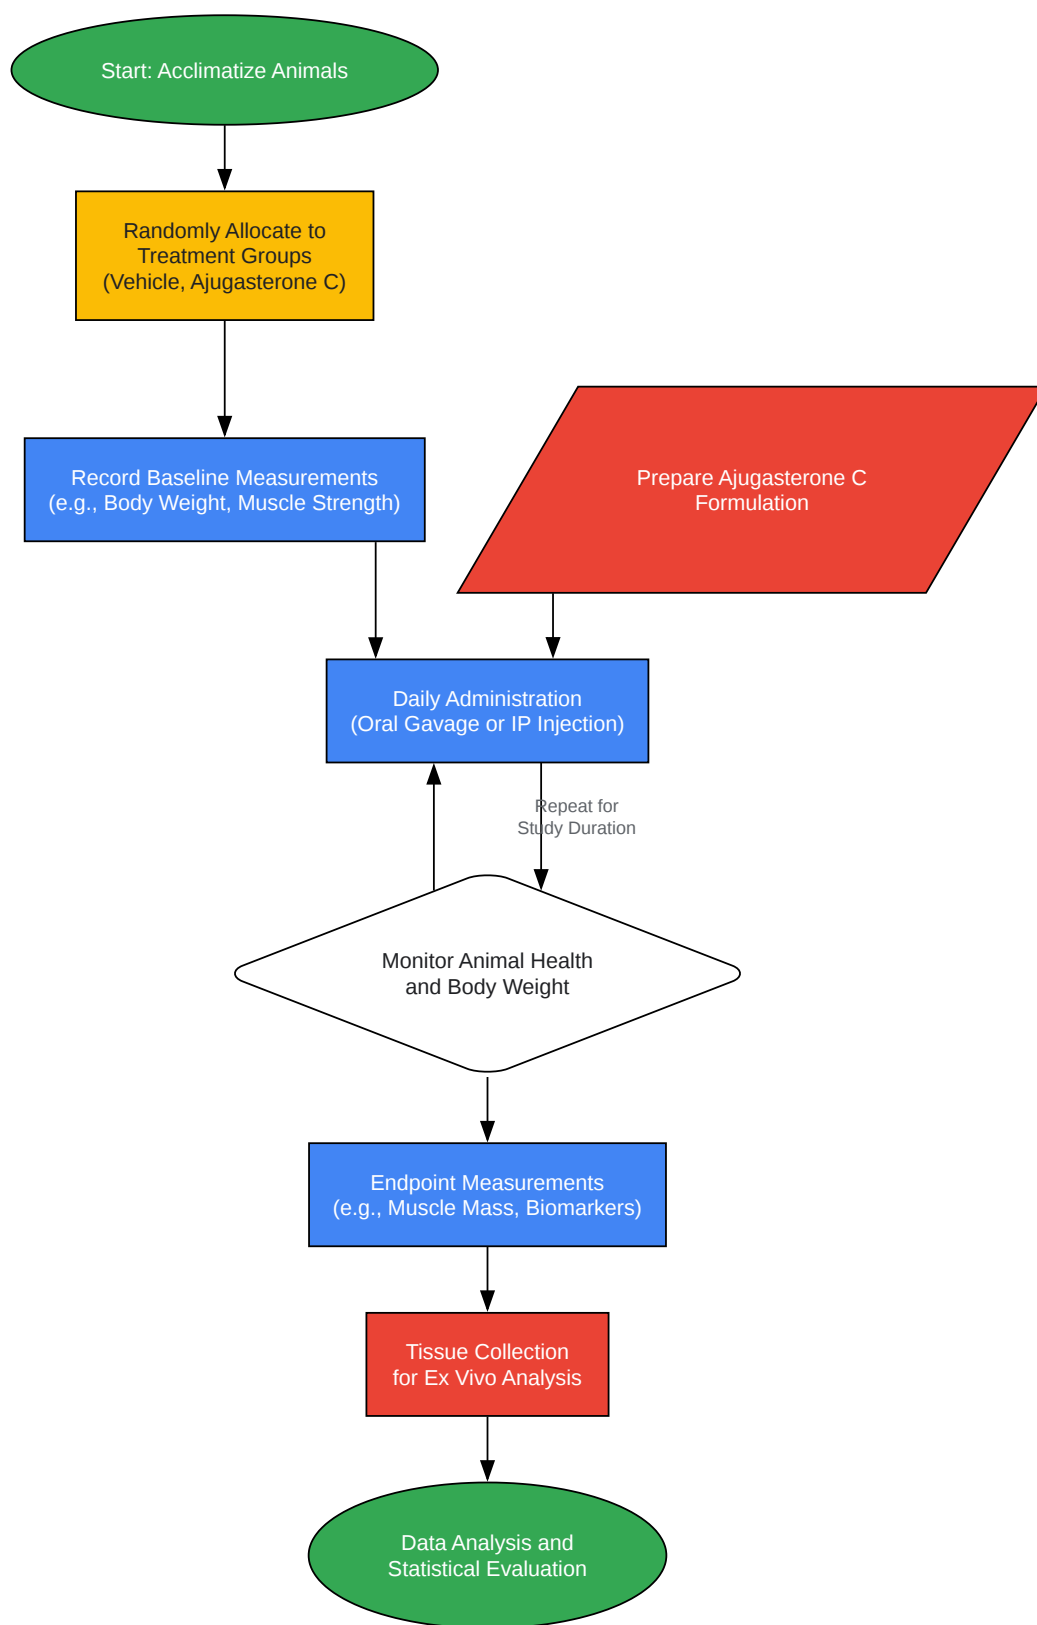 Start: Acclimatize Animals
Randomly Allocate to
Treatment Groups
(Vehicle, Ajugasterone C)
Record Baseline Measurements
(e.g., Body Weight, Muscle Strength)
Prepare Ajugasterone C
Formulation
Daily Administration
(Oral Gavage or IP Injection)
Repeat for
Study Duration
Monitor Animal Health
and Body Weight
Endpoint Measurements
(e.g., Muscle Mass, Biomarkers)
Tissue Collection
for Ex Vivo Analysis
Data Analysis and
Statistical Evaluation